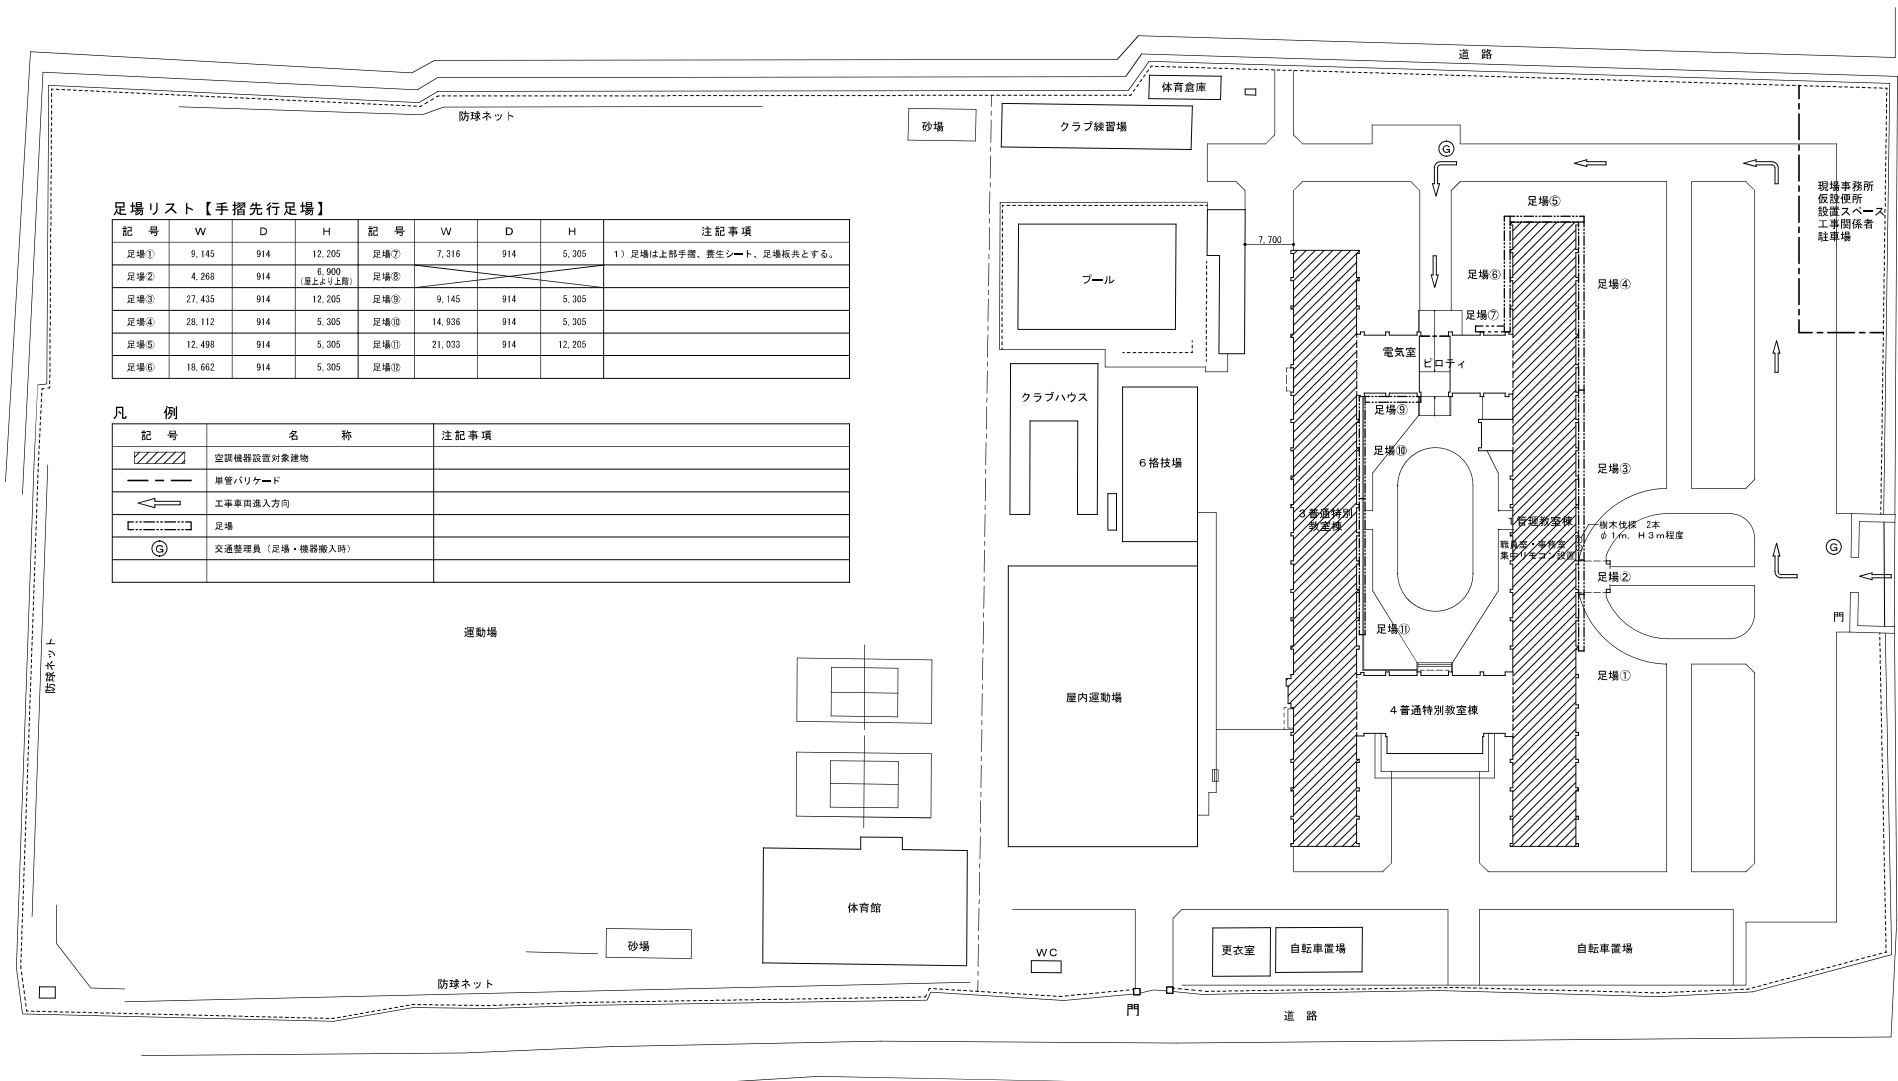 道　路
体育倉庫
防球ネット
砂場
クラブ練習場
G
現場事務所
仮設便所
設置スペース
工事関係者
駐車場
足場リスト【手摺先行足場】
記　号　W　D　H　記　号　W　D　H　注記事項
足場①　9,145　914　12,205　足場⑦　7,316　914　5,305　1）足場は上部手摺、養生シート、足場板共とする。
足場②　4,268　914　6,900　足場⑧
（屋上より上階）
足場③　27,435　914　12,205　足場⑨　9,145　914　5,305
足場④　28,112　914　5,305　足場⑩　14,936　914　5,305
足場⑤　12,498　914　5,305　足場⑪　21,033　914　12,205
足場⑥　18,662　914　5,305　足場⑫
足場⑤
7,700
プール
足場⑥
足場④
足場⑦
電気室
ピロティ
クラブハウス
足場⑨
凡　例
記　号　名　称　注記事項
空調機器設置対象建物
単管バリケード
工事車両進入方向
足場
G　交通整理員（足場・機器搬入時）
足場⑩
6格技場
足場③
3普通特別
教室棟
1管理教室棟
樹木伐採　2本
φ1m，H3m程度
職員室・事務室
集中リモコン設置
G
足場②
門
運動場
防球ネット
足場⑪
足場①
屋内運動場
4普通特別教室棟
体育館
砂場
WC
更衣室
自転車置場
自転車置場
防球ネット
門
道　路